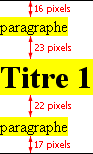 16 pixels
paragraphe
23 pixels
Titre 1
22 pixels
paragraphe
17 pixels